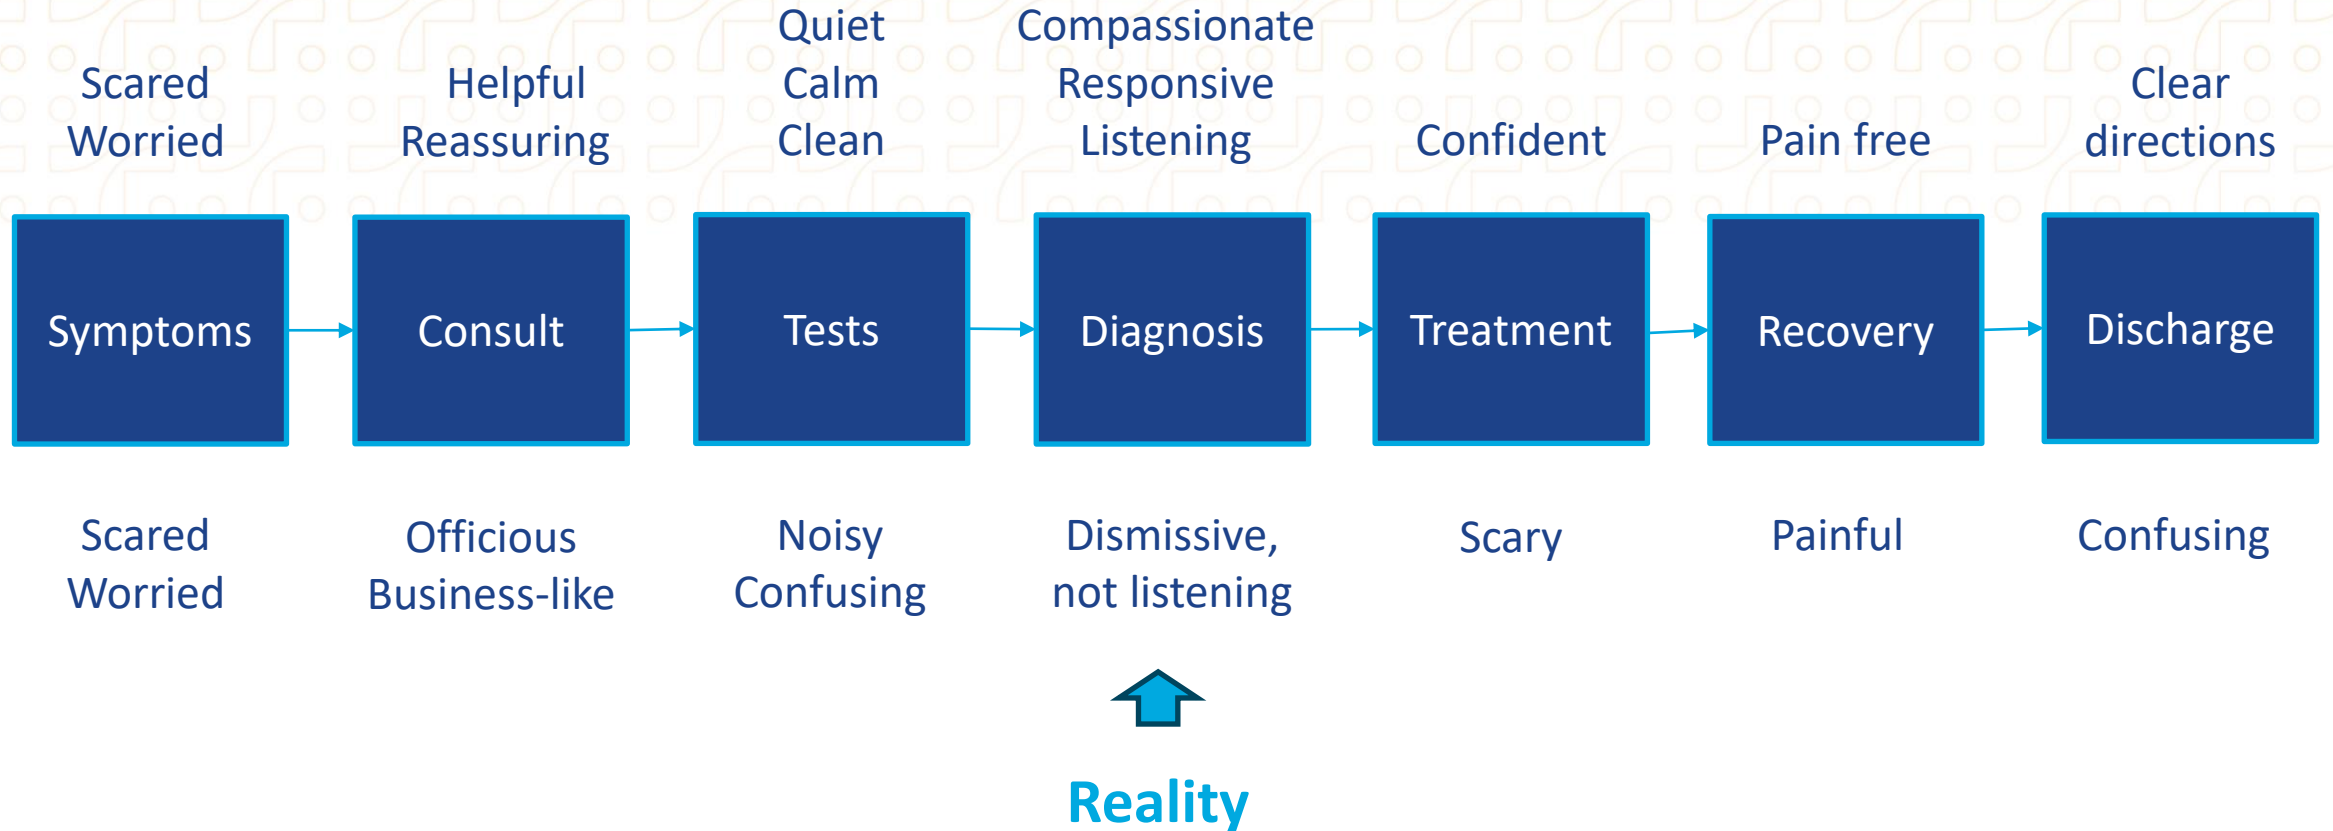 Scared
Worried
Helpful
Reassuring
Quiet
Calm
Clean
Compassionate
Responsive
Listening
Confident
Pain free
Clear
directions
Symptoms
Consult
Tests
Diagnosis
Treatment
Recovery
Discharge
Scared
Worried
Officious
Business-like
Noisy
Confusing
Dismissive,
not listening
Scary
Painful
Confusing
Reality